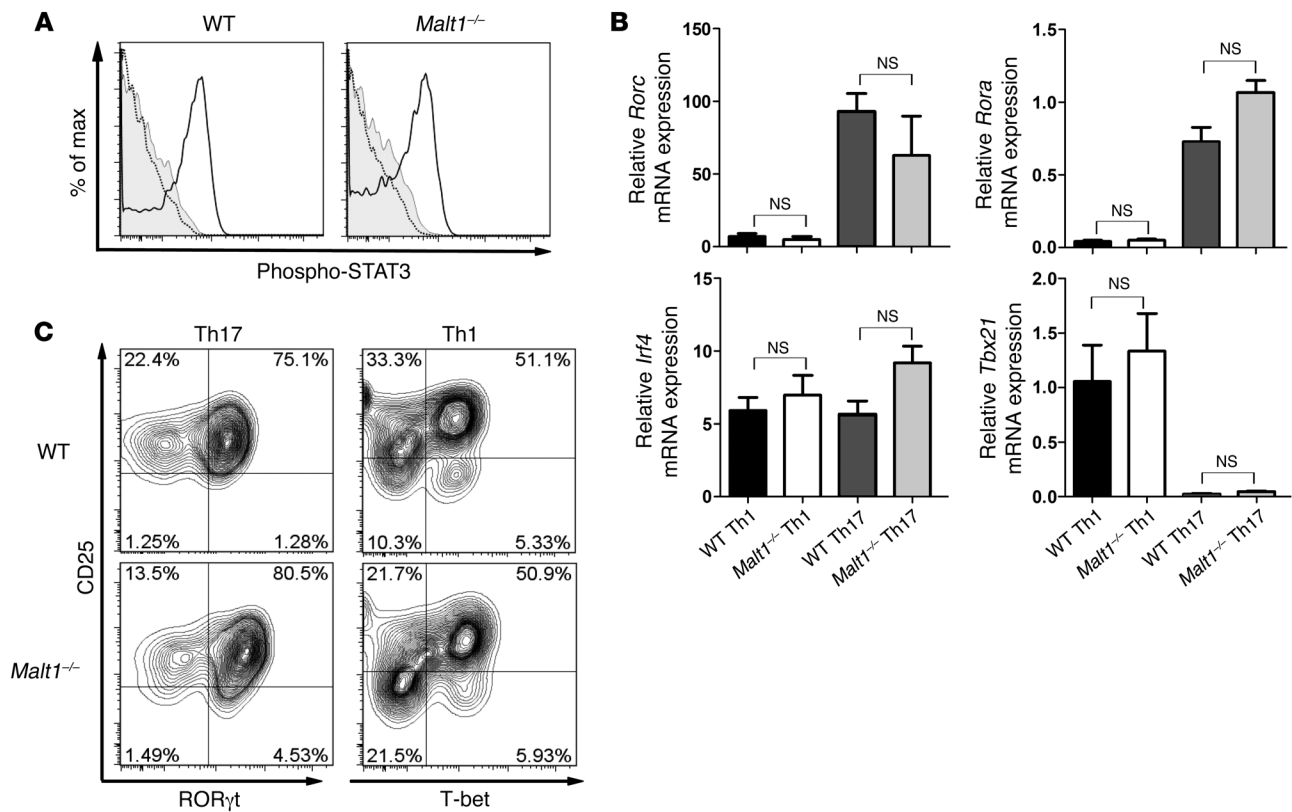 A
WT
Malt1–/–
% of max
Phospho-STAT3
B
150
100
50
0
Relative Rorc
mRNA expression
NS
NS
1.5
1.0
0.5
0.0
Relative Rora
mRNA expression
NS
NS
15
10
5
0
Relative Irf4
mRNA expression
NS
NS
WT Th1
Malt1–/– Th1
WT Th17
Malt1–/– Th17
2.0
1.5
1.0
0.5
0.0
Relative Tbx21
mRNA expression
NS
NS
WT Th1
Malt1–/– Th1
WT Th17
Malt1–/– Th17
C
Th17
Th1
WT
22.4%
75.1%
1.25%
1.28%
33.3%
51.1%
10.3%
5.33%
CD25
Malt1–/–
13.5%
80.5%
1.49%
4.53%
21.7%
50.9%
21.5%
5.93%
RORγt
T-bet